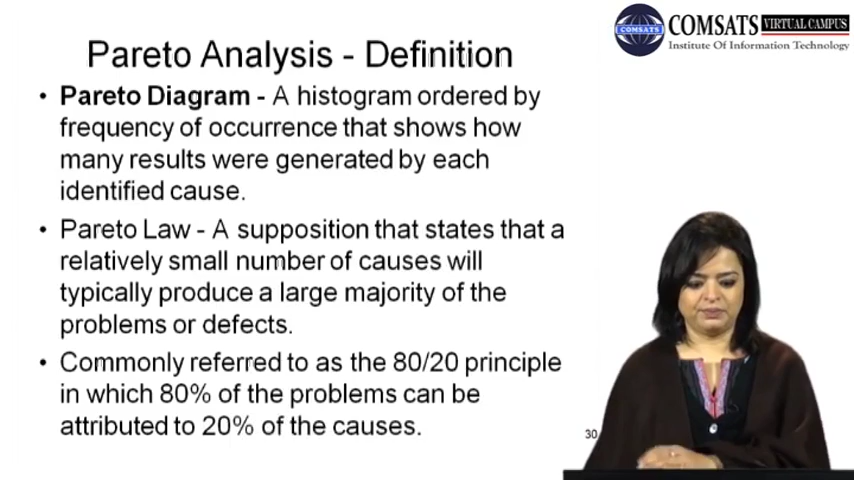 COMSATS VIRTUAL CAMPUS
COMSATS
Institute Of Information Technology
Pareto Analysis - Definition
• Pareto Diagram - A histogram ordered by
frequency of occurrence that shows how
many results were generated by each
identified cause.
• Pareto Law - A supposition that states that a
relatively small number of causes will
typically produce a large majority of the
problems or defects.
• Commonly referred to as the 80/20 principle
in which 80% of the problems can be
attributed to 20% of the causes.
30